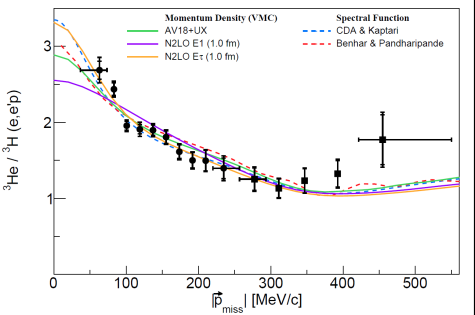 Momentum Density (VMC)
Spectral Function
AV18+UX
CDA & Kaptari
N2LO E1 (1.0 fm)
Benhar & Pandharipande
N2LO Eτ (1.0 fm)
3
2
1
³He / ³H (e,e'p)
0 100 200 300 400 500
|p⃗miss| [MeV/c]